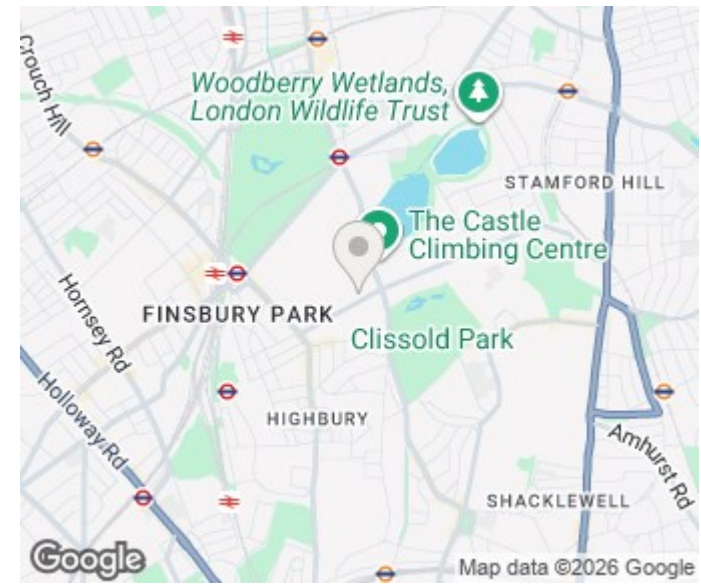 Crouch Hill
Woodberry Wetlands,
London Wildlife Trust
STAMFORD HILL
The Castle
Climbing Centre
FINSBURY PARK
Hornsey Rd
Clissold Park
Holloway Rd
HIGHBURY
Amhurst Rd
SHACKLEWELL
Google
Map data ©2026 Google